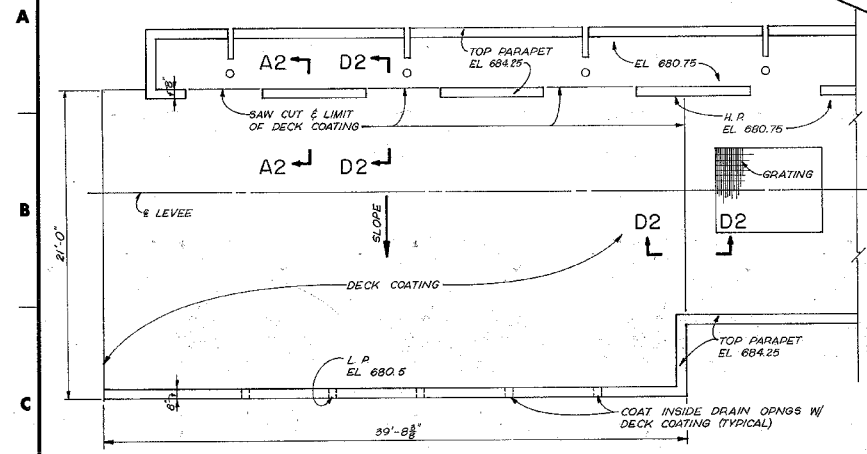 A
TOP PARAPET
EL 684.25
EL 680.75
A2
D2
8"
SAW CUT & LIMIT
OF DECK COATING
H.P.
EL 680.75
A2
D2
GRATING
B
℄ LEVEE
SLOPE
D2
D2
21'-0"
DECK COATING
L.P.
EL 680.5
TOP PARAPET
EL 684.25
C
8"
COAT INSIDE DRAIN OPNGS W/
DECK COATING (TYPICAL)
39'-8⅜"